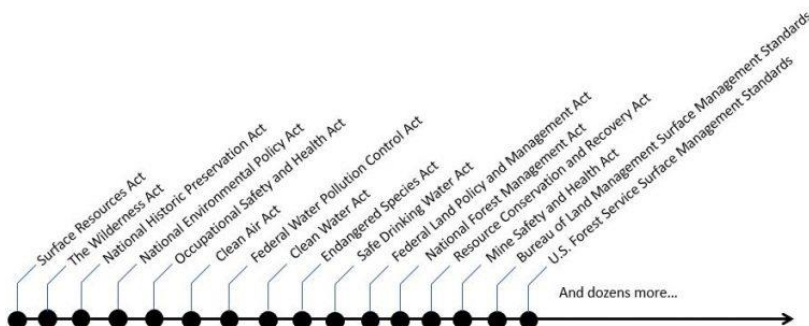 Surface Resources Act
The Wilderness Act
National Historic Preservation Act
National Environmental Policy Act
Occupational Safety and Health Act
Clean Air Act
Federal Water Pollution Control Act
Clean Water Act
Endangered Species Act
Safe Drinking Water Act
Federal Land Policy and Management Act
National Forest Management Act
Resource Conservation and Recovery Act
Mine Safety and Health Act
Bureau of Land Management Surface Management Standards
U.S. Forest Service Surface Management Standards
And dozens more...